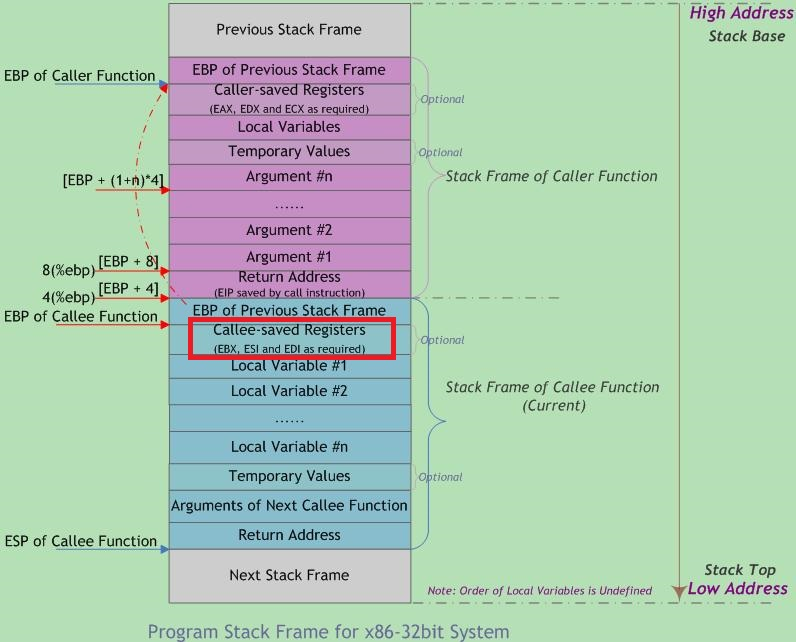 High Address
Previous Stack Frame
Stack Base
EBP of Caller Function
EBP of Previous Stack Frame
Caller-saved Registers
(EAX, EDX and ECX as required)
Optional
Local Variables
Temporary Values
Optional
[EBP + (1+n)*4]
Argument #n
Stack Frame of Caller Function
......
Argument #2
Argument #1
8(%ebp)
[EBP + 8]
Return Address
(EIP saved by call instruction)
4(%ebp)
[EBP + 4]
EBP of Callee Function
EBP of Previous Stack Frame
Callee-saved Registers
(EBX, ESI and EDI as required)
Optional
Local Variable #1
Local Variable #2
Stack Frame of Callee Function
(Current)
......
Local Variable #n
Temporary Values
Optional
Arguments of Next Callee Function
ESP of Callee Function
Return Address
Next Stack Frame
Stack Top
Note: Order of Local Variables is Undefined
Low Address
Program Stack Frame for x86-32bit System